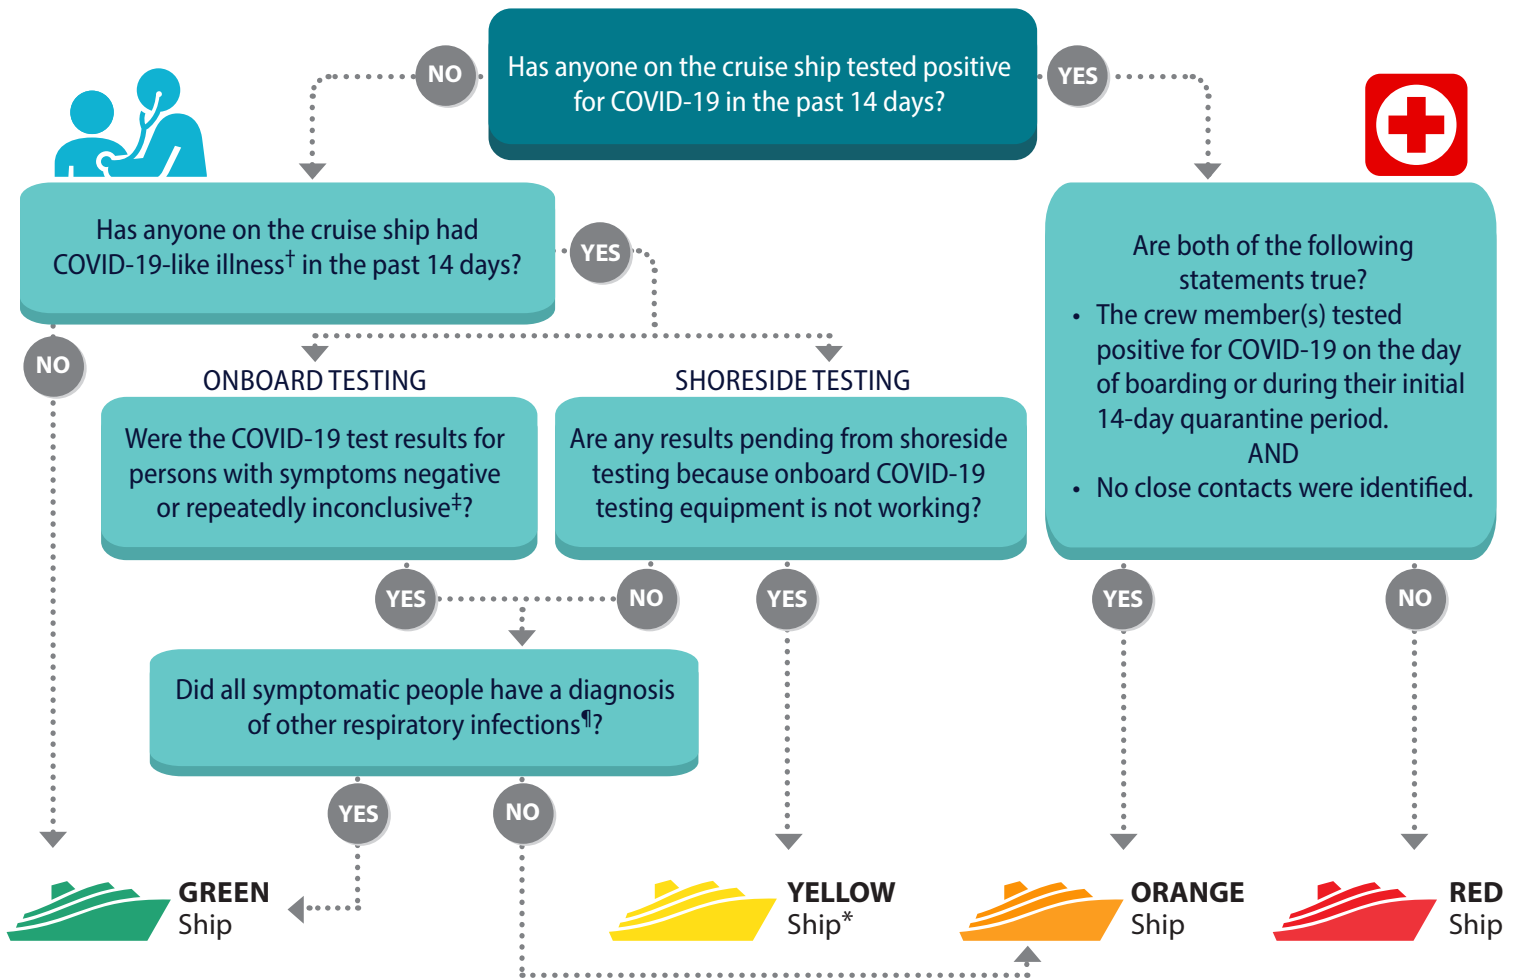 NO
Has anyone on the cruise ship tested positive
for COVID-19 in the past 14 days?
YES
Has anyone on the cruise ship had
COVID-19-like illness† in the past 14 days?
YES
NO
Are both of the following
statements true?
• The crew member(s) tested
positive for COVID-19 on the day
of boarding or during their initial
14-day quarantine period.
AND
• No close contacts were identified.
ONBOARD TESTING
Were the COVID-19 test results for
persons with symptoms negative
or repeatedly inconclusive‡?
SHORESIDE TESTING
Are any results pending from shoreside
testing because onboard COVID-19
testing equipment is not working?
YES
NO
YES
YES
NO
Did all symptomatic people have a diagnosis
of other respiratory infections¶?
YES
NO
GREEN
Ship
YELLOW
Ship*
ORANGE
Ship
RED
Ship